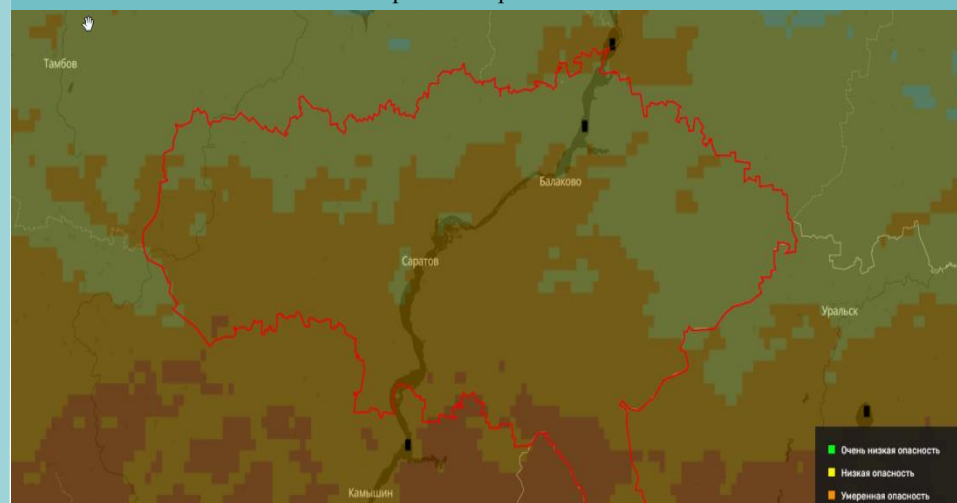 Тамбов
Балаково
Саратов
Уральск
Камышин
Очень низкая опасность
Низкая опасность
Умеренная опасность